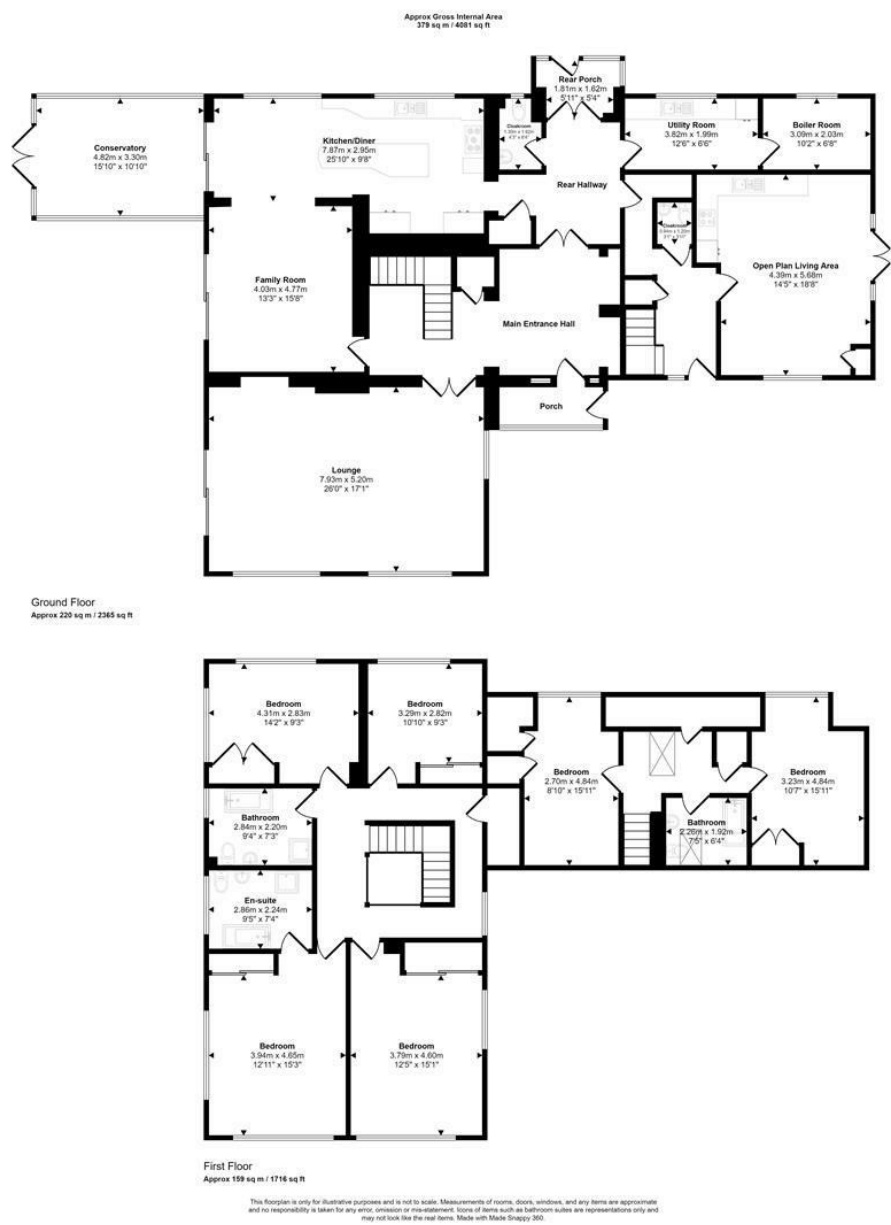 Approx Gross Internal Area
379 sq m / 4081 sq ft
Rear Porch
1.81m x 1.62m
5'11" x 5'4"
Conservatory
4.82m x 3.30m
15'10" x 10'10"
Kitchen/Diner
7.87m x 2.95m
25'10" x 9'8"
Cloakroom
Utility Room
3.82m x 1.99m
12'6" x 6'6"
Boiler Room
3.09m x 2.03m
10'2" x 6'8"
Rear Hallway
Cloakroom
Open Plan Living Area
4.39m x 5.68m
14'5" x 18'8"
Family Room
4.03m x 4.77m
13'3" x 15'8"
Main Entrance Hall
Porch
Lounge
7.93m x 5.20m
26'0" x 17'1"
Ground Floor
Approx 220 sq m / 2365 sq ft
Bedroom
4.31m x 2.83m
14'2" x 9'3"
Bedroom
3.29m x 2.82m
10'10" x 9'3"
Bedroom
2.70m x 4.84m
8'10" x 15'11"
Bedroom
3.23m x 4.84m
10'7" x 15'11"
Bathroom
2.84m x 2.20m
9'4" x 7'3"
Bathroom
2.26m x 1.92m
7'5" x 6'4"
En-suite
2.86m x 2.24m
9'5" x 7'4"
Bedroom
3.94m x 4.65m
12'11" x 15'3"
Bedroom
3.79m x 4.60m
12'5" x 15'1"
First Floor
Approx 159 sq m / 1716 sq ft
This floorplan is only for illustrative purposes and is not to scale. Measurements of rooms, doors, windows, and any items are approximate
and no responsibility is taken for any error, omission or mis-statement. Icons of items such as bathroom suites are representations only and
may not look like the real items. Made with Made Snappy 360.